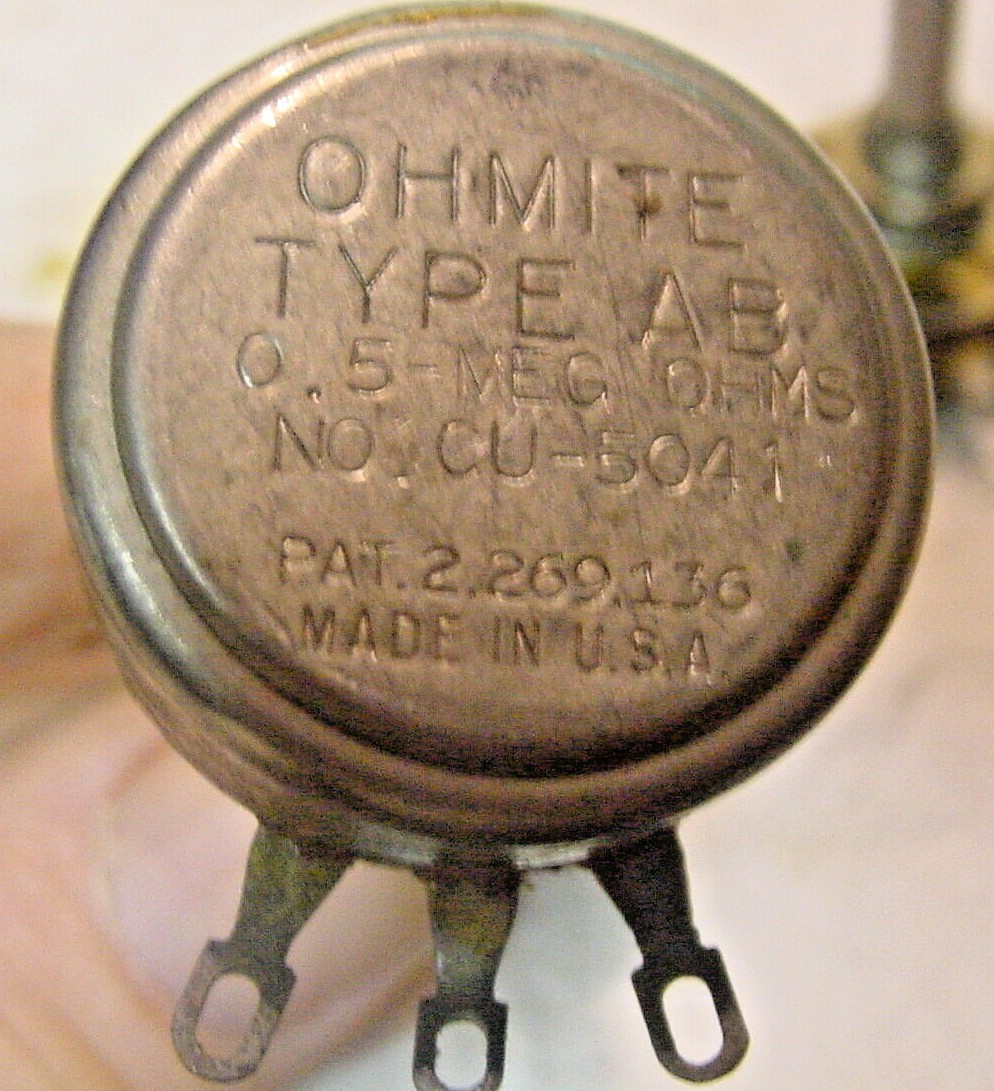 OHMITE
TYPE AB
0.5-MEG OHMS
NO. CU-5041
PAT. 2.269.136
MADE IN U.S.A.